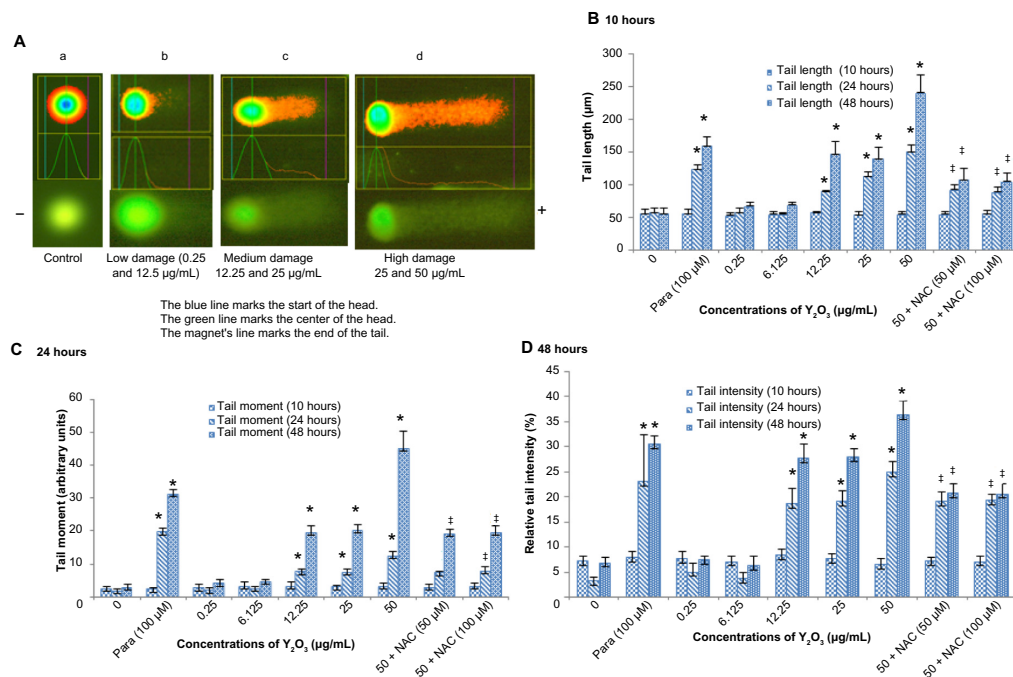 A
a
b
c
d
–
+
Control
Low damage (0.25
and 12.5 µg/mL)
Medium damage
12.25 and 25 µg/mL
High damage
25 and 50 µg/mL
The blue line marks the start of the head.
The green line marks the center of the head.
The magnet's line marks the end of the tail.
B 10 hours
Tail length (µm)
300
250
200
150
100
50
0
Tail length (10 hours)
Tail length (24 hours)
Tail length (48 hours)
* * * * * * * * ‡ ‡ ‡ ‡
0
Para (100 µM)
0.25
6.125
12.25
25
50
50 + NAC (50 µM)
50 + NAC (100 µM)
Concentrations of Y2O3 (µg/mL)
C 24 hours
Tail moment (arbitrary units)
60
50
40
30
20
10
0
Tail moment (10 hours)
Tail moment (24 hours)
Tail moment (48 hours)
* * * * * * * * ‡ ‡ ‡
0
Para (100 µM)
0.25
6.125
12.25
25
50
50 + NAC (50 µM)
50 + NAC (100 µM)
Concentrations of Y2O3 (µg/mL)
D 48 hours
Relative tail intensity (%)
45
40
35
30
25
20
15
10
5
0
Tail intensity (10 hours)
Tail intensity (24 hours)
Tail intensity (48 hours)
* * * * * * * * ‡ ‡ ‡ ‡
0
Para (100 µM)
0.25
6.125
12.25
25
50
50 + NAC (50 µM)
50 + NAC (100 µM)
Concentrations of Y2O3 (µg/mL)